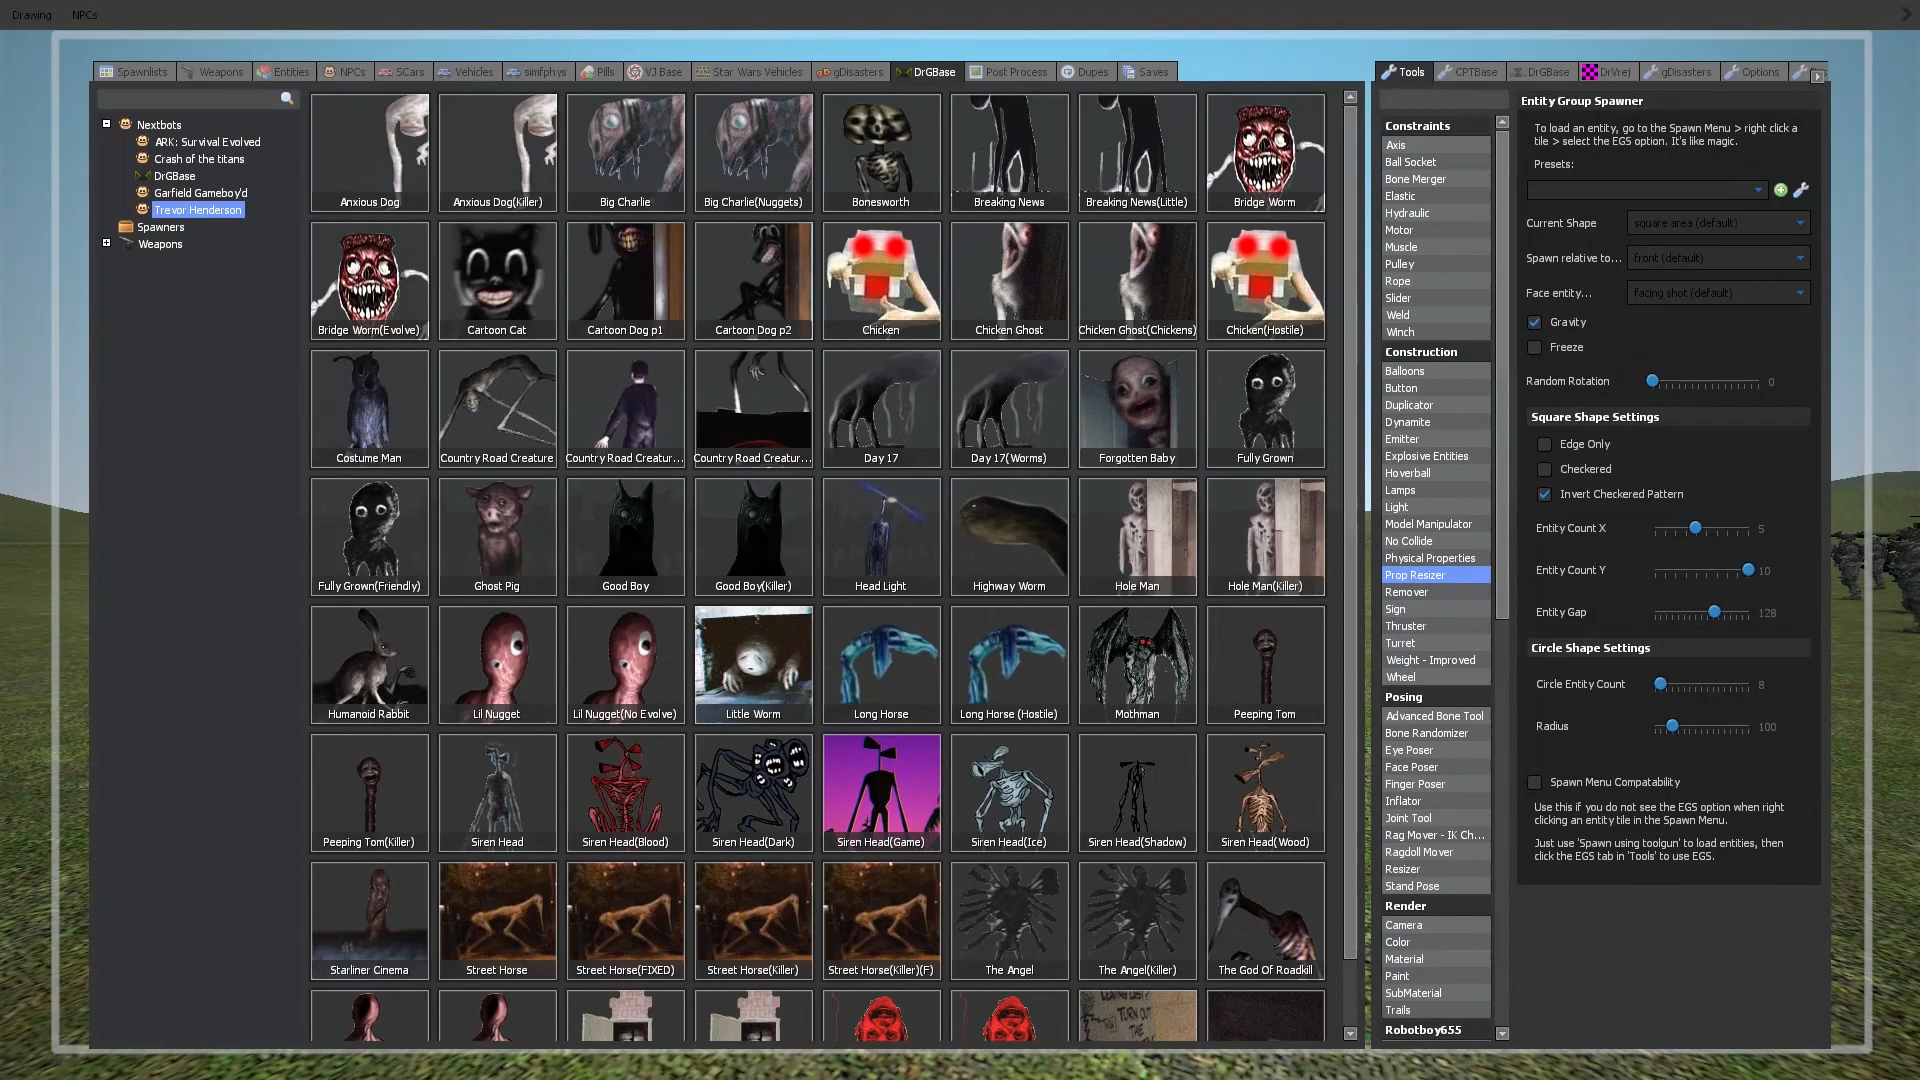 Drawing NPCs
Spawnlists Weapons Entities NPCs SCars Vehicles simfphys Pills VJ Base Star Wars Vehicles gDisasters DrGBase Post Process Dupes Saves
Nextbots
ARK: Survival Evolved
Crash of the titans
DrGBase
Garfield Gameboy'd
Trevor Henderson
Spawners
Weapons
Anxious Dog Anxious Dog(Killer) Big Charlie Big Charlie(Nuggets) Bonesworth Breaking News Breaking News(Little) Bridge Worm
Bridge Worm(Evolve) Cartoon Cat Cartoon Dog p1 Cartoon Dog p2 Chicken Chicken Ghost Chicken Ghost(Chickens) Chicken(Hostile)
Costume Man Country Road Creature Country Road Creatur... Country Road Creatur... Day 17 Day 17(Worms) Forgotten Baby Fully Grown
Fully Grown(Friendly) Ghost Pig Good Boy Good Boy(Killer) Head Light Highway Worm Hole Man Hole Man(Killer)
Humanoid Rabbit Lil Nugget Lil Nugget(No Evolve) Little Worm Long Horse Long Horse (Hostile) Mothman Peeping Tom
Peeping Tom(Killer) Siren Head Siren Head(Blood) Siren Head(Dark) Siren Head(Game) Siren Head(Ice) Siren Head(Shadow) Siren Head(Wood)
Starliner Cinema Street Horse Street Horse(FIXED) Street Horse(Killer) Street Horse(Killer)(F) The Angel The Angel(Killer) The God Of Roadkill
TURN OUT
THE
Tools CPTBase DrGBase DrVrej gDisasters Options
Constraints
Axis
Ball Socket
Bone Merger
Elastic
Hydraulic
Motor
Muscle
Pulley
Rope
Slider
Weld
Winch
Construction
Balloons
Button
Duplicator
Dynamite
Emitter
Explosive Entities
Hoverball
Lamps
Light
Model Manipulator
No Collide
Physical Properties
Prop Resizer
Remover
Sign
Thruster
Turret
Weight - Improved
Wheel
Posing
Advanced Bone Tool
Bone Randomizer
Eye Poser
Face Poser
Finger Poser
Inflator
Joint Tool
Rag Mover - IK Ch...
Ragdoll Mover
Resizer
Stand Pose
Render
Camera
Color
Material
Paint
SubMaterial
Trails
Robotboy655
Entity Group Spawner
To load an entity, go to the Spawn Menu > right click a
tile > select the EGS option. It's like magic.
Presets:
Current Shape square area (default)
Spawn relative to... front (default)
Face entity... facing shot (default)
Gravity
Freeze
Random Rotation 0
Square Shape Settings
Edge Only
Checkered
Invert Checkered Pattern
Entity Count X 5
Entity Count Y 10
Entity Gap 128
Circle Shape Settings
Circle Entity Count 8
Radius 100
Spawn Menu Compatability
Use this if you do not see the EGS option when right
clicking an entity tile in the Spawn Menu.
Just use 'Spawn using toolgun' to load entities, then
click the EGS tab in 'Tools' to use EGS.